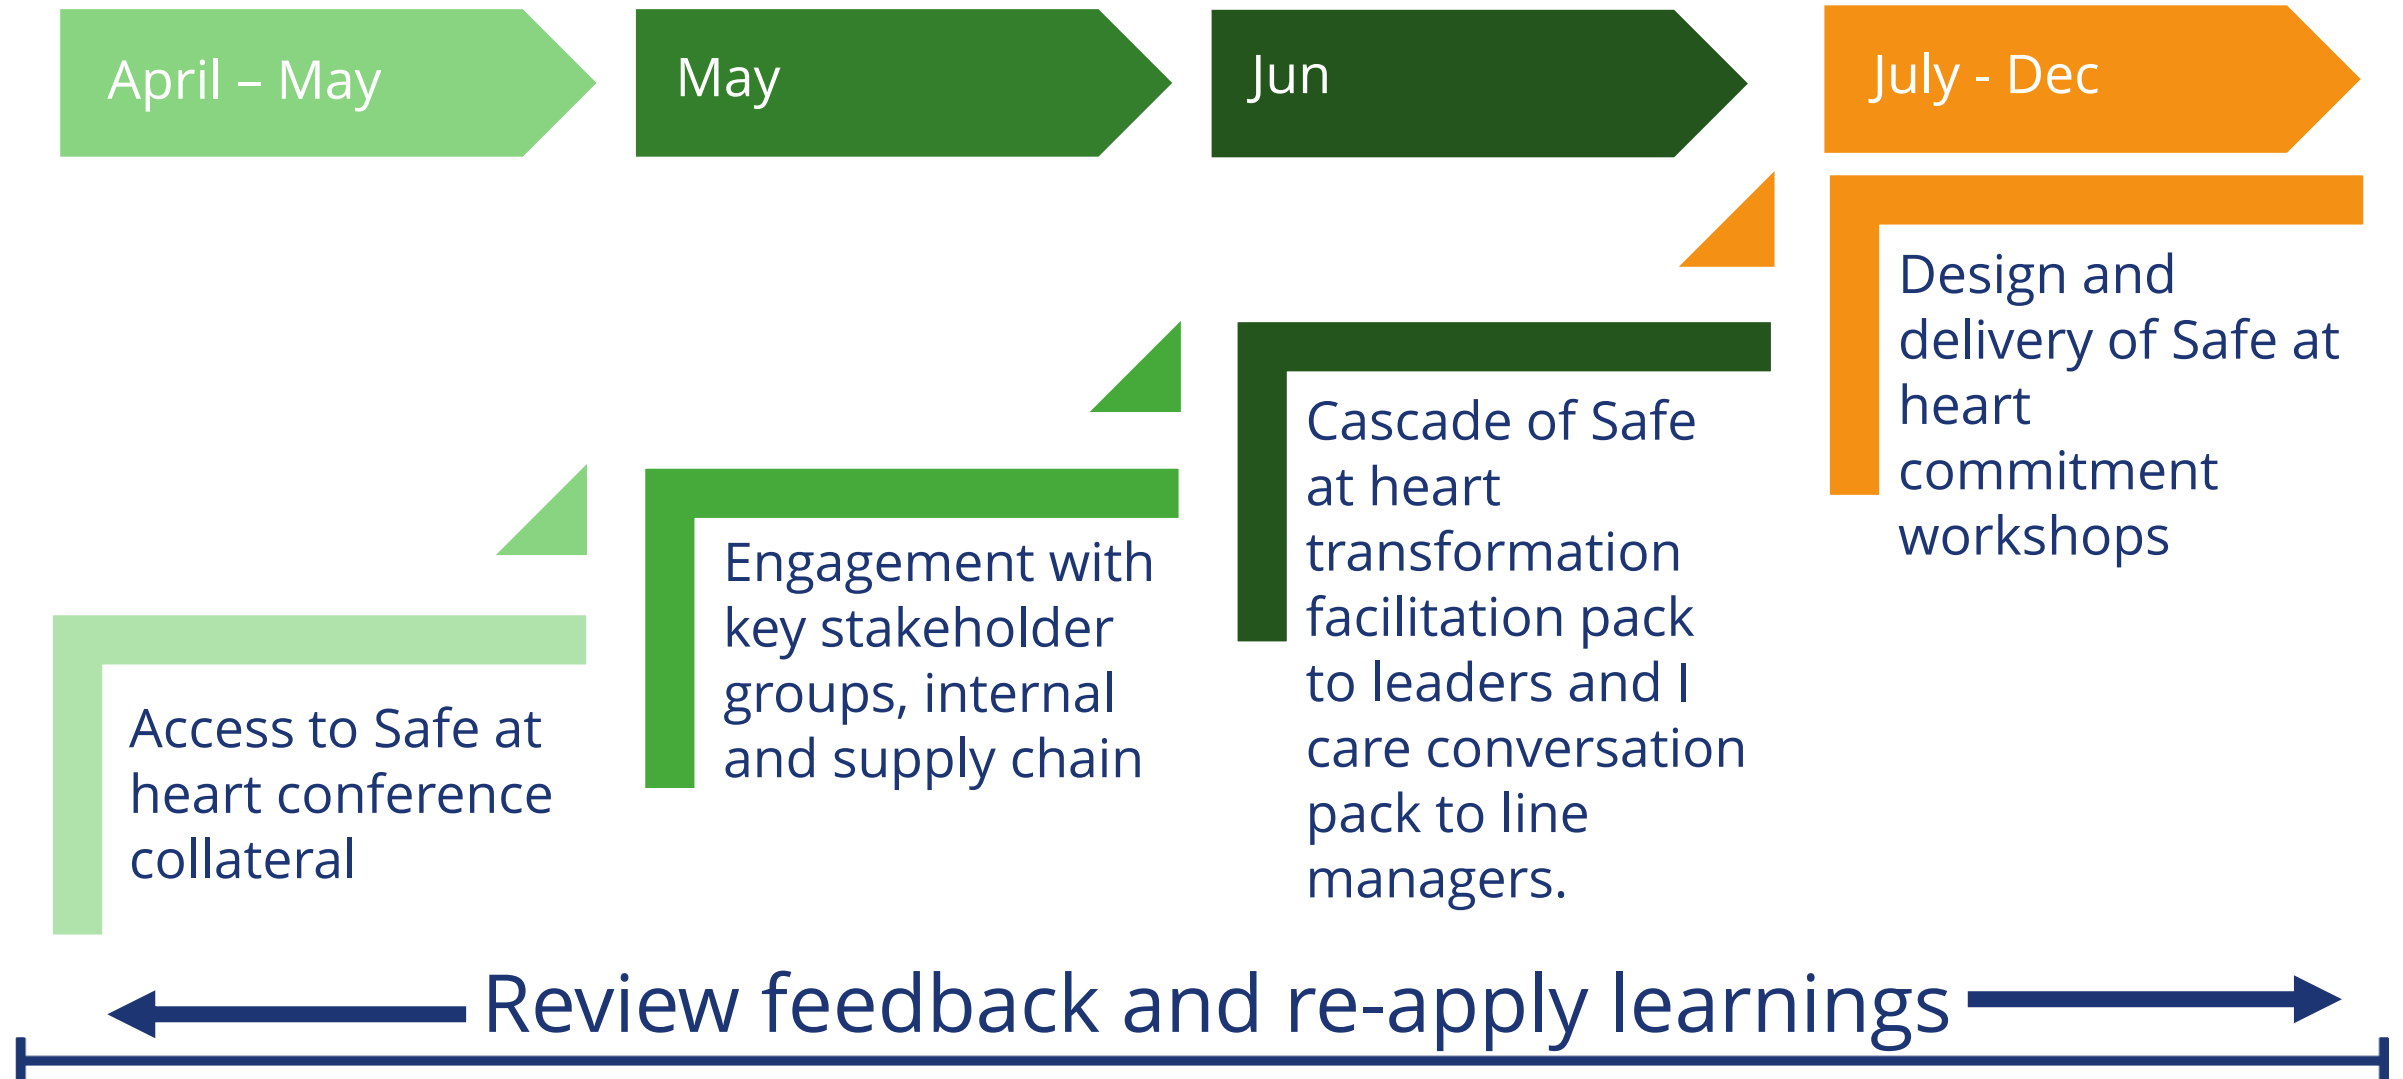 April – May
May
Jun
July - Dec
Access to Safe at
heart conference
collateral
Engagement with
key stakeholder
groups, internal
and supply chain
Cascade of Safe
at heart
transformation
facilitation pack
to leaders and I
care conversation
pack to line
managers.
Design and
delivery of Safe at
heart
commitment
workshops
Review feedback and re-apply learnings